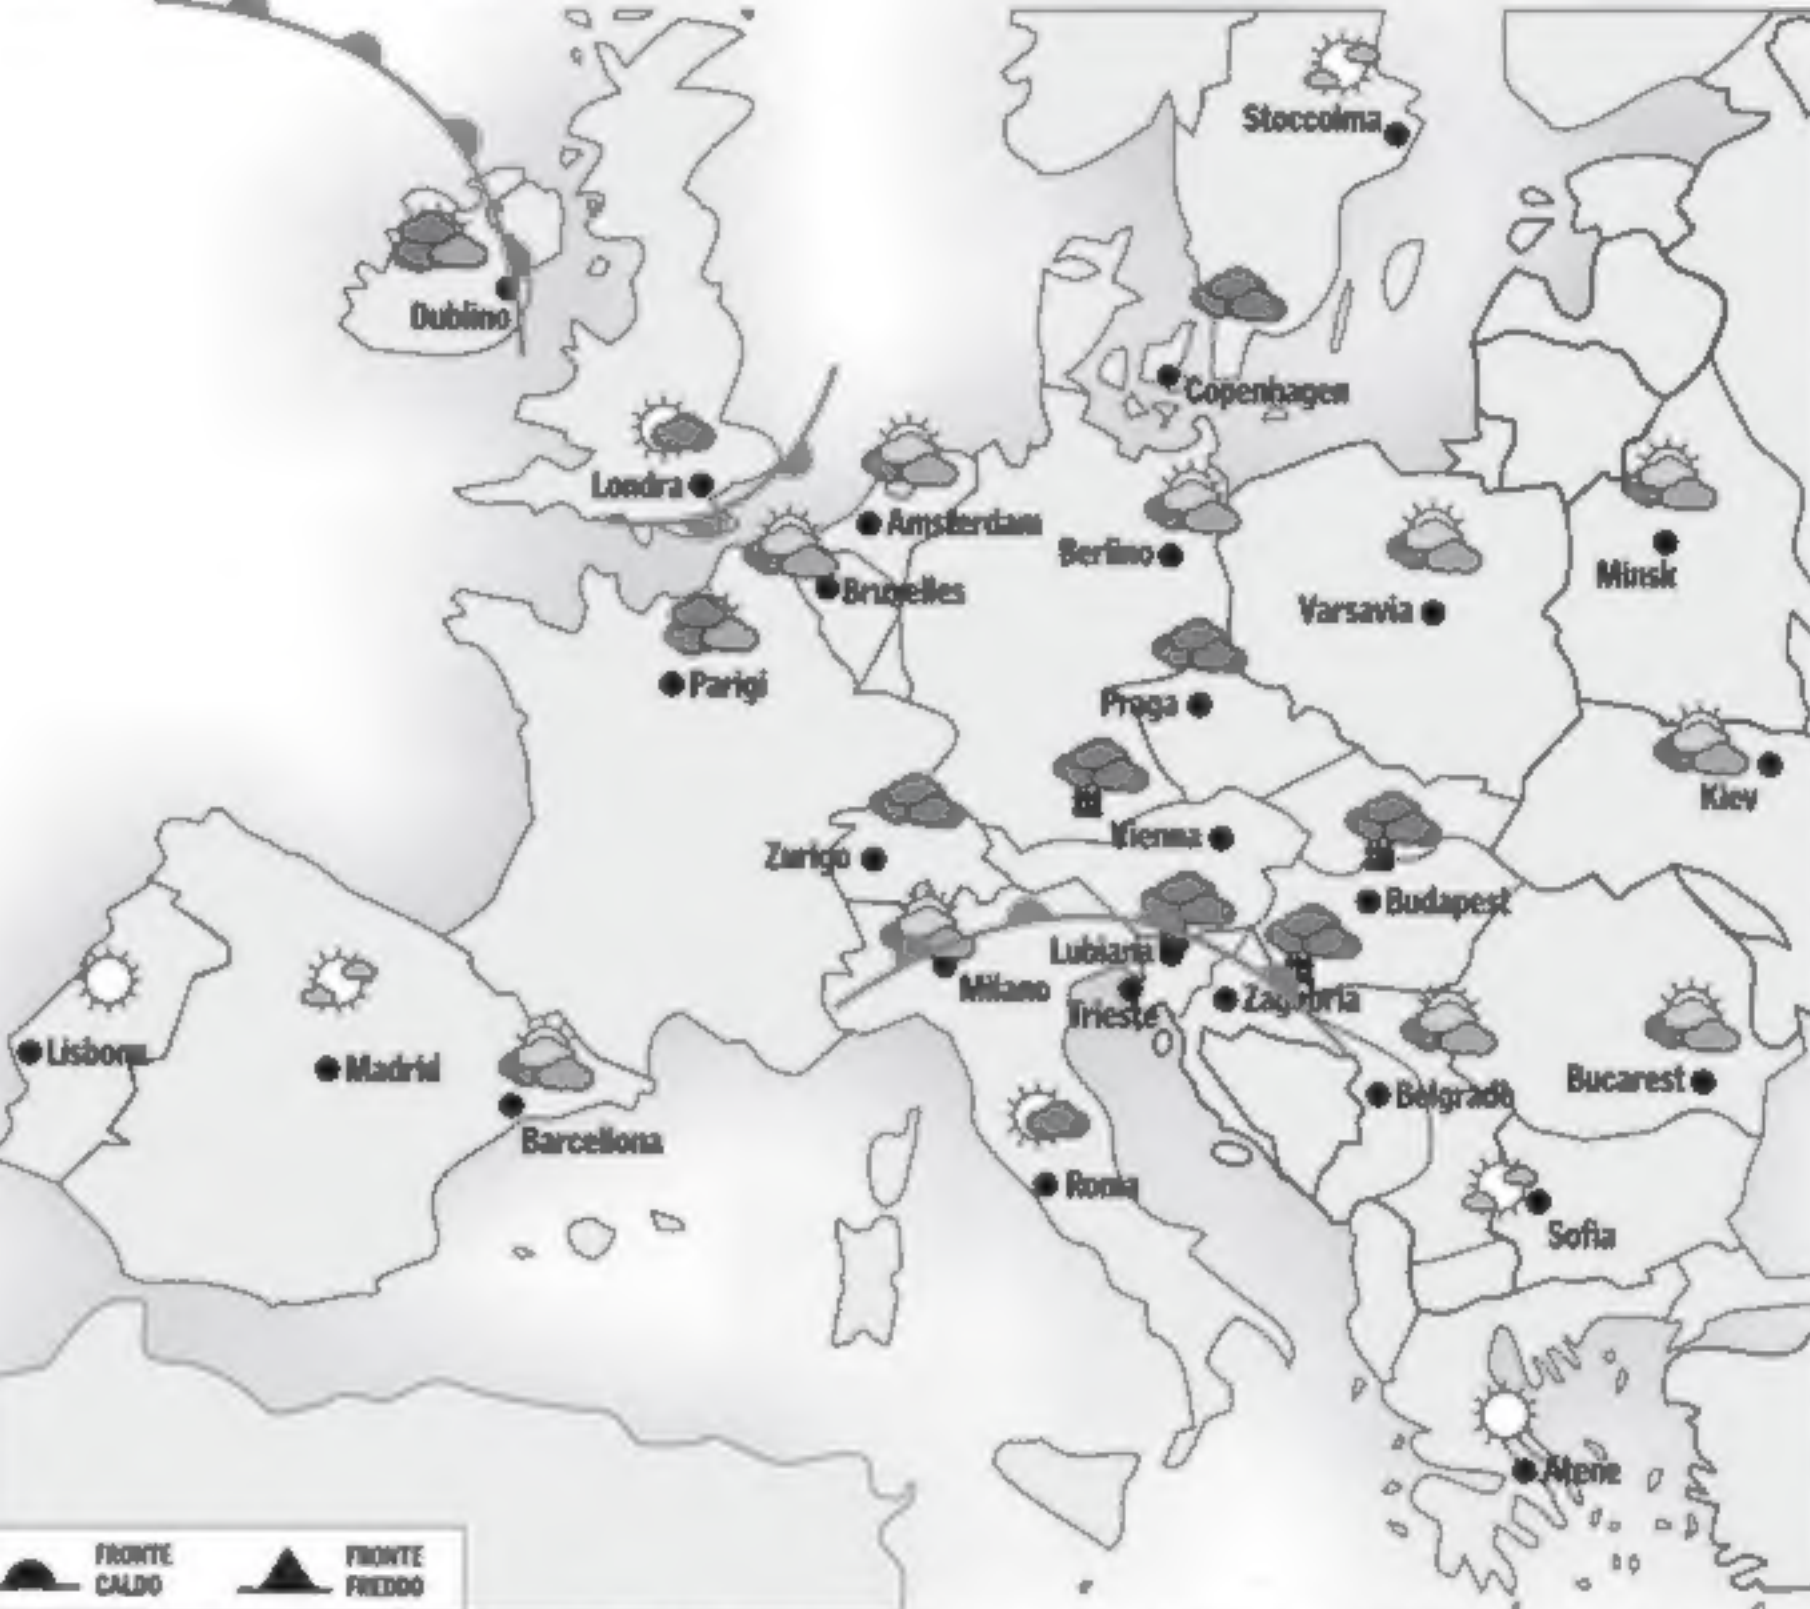 Stoccolma
Dublino
Copenhagen
Londra
Amsterdam
Berlino
Minsk
Bruxelles
Varsavia
Parigi
Praga
Kiev
Vienna
Zurigo
Budapest
Lubiana
Milano
Zagabria
Trieste
Lisbona
Madrid
Bucarest
Belgrado
Barcellona
Roma
Sofia
Atene
FRONTE
CALDO
FRONTE
FREDDO